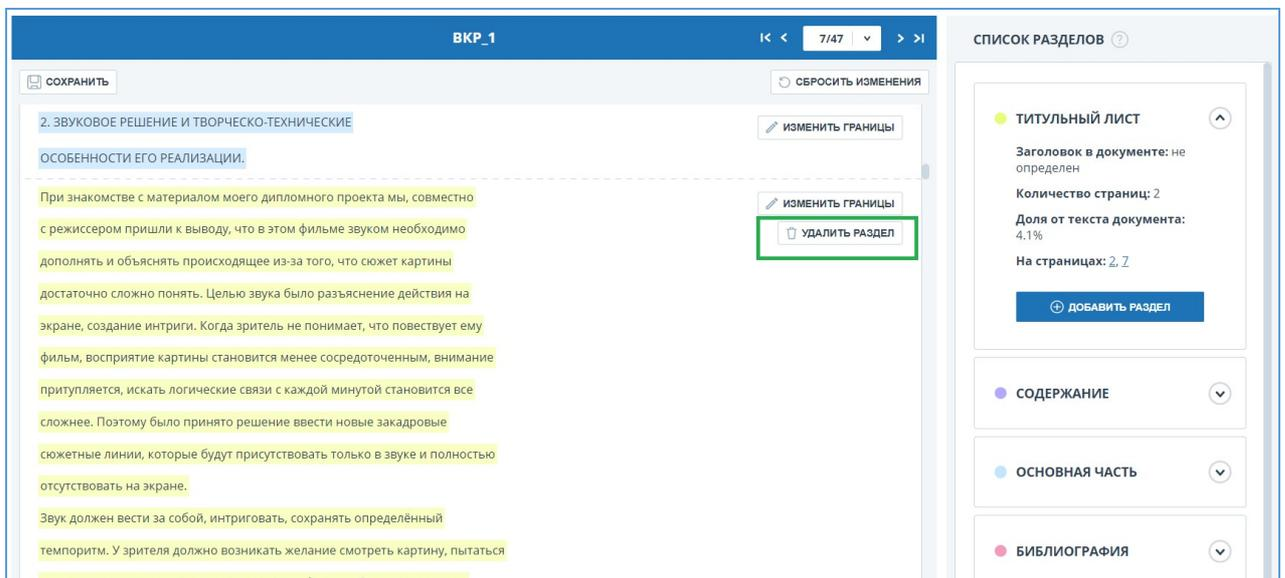 ВКР_1
7/47
СПИСОК РАЗДЕЛОВ ?
СОХРАНИТЬ
СБРОСИТЬ ИЗМЕНЕНИЯ
2. ЗВУКОВОЕ РЕШЕНИЕ И ТВОРЧЕСКО-ТЕХНИЧЕСКИЕ
ОСОБЕННОСТИ ЕГО РЕАЛИЗАЦИИ.
ИЗМЕНИТЬ ГРАНИЦЫ
При знакомстве с материалом моего дипломного проекта мы, совместно
с режиссером пришли к выводу, что в этом фильме звуком необходимо
дополнять и объяснять происходящее из-за того, что сюжет картины
достаточно сложно понять. Целью звука было разъяснение действия на
экране, создание интриги. Когда зритель не понимает, что повествует ему
фильм, восприятие картины становится менее сосредоточенным, внимание
притупляется, искать логические связи с каждой минутой становится все
сложнее. Поэтому было принято решение ввести новые закадровые
сюжетные линии, которые будут присутствовать только в звуке и полностью
отсутствовать на экране.
Звук должен вести за собой, интриговать, сохранять определённый
темпоритм. У зрителя должно возникать желание смотреть картину, пытаться
ИЗМЕНИТЬ ГРАНИЦЫ
УДАЛИТЬ РАЗДЕЛ
ТИТУЛЬНЫЙ ЛИСТ
Заголовок в документе: не
определен
Количество страниц: 2
Доля от текста документа:
4.1%
На страницах: 2, 7
ДОБАВИТЬ РАЗДЕЛ
СОДЕРЖАНИЕ
ОСНОВНАЯ ЧАСТЬ
БИБЛИОГРАФИЯ